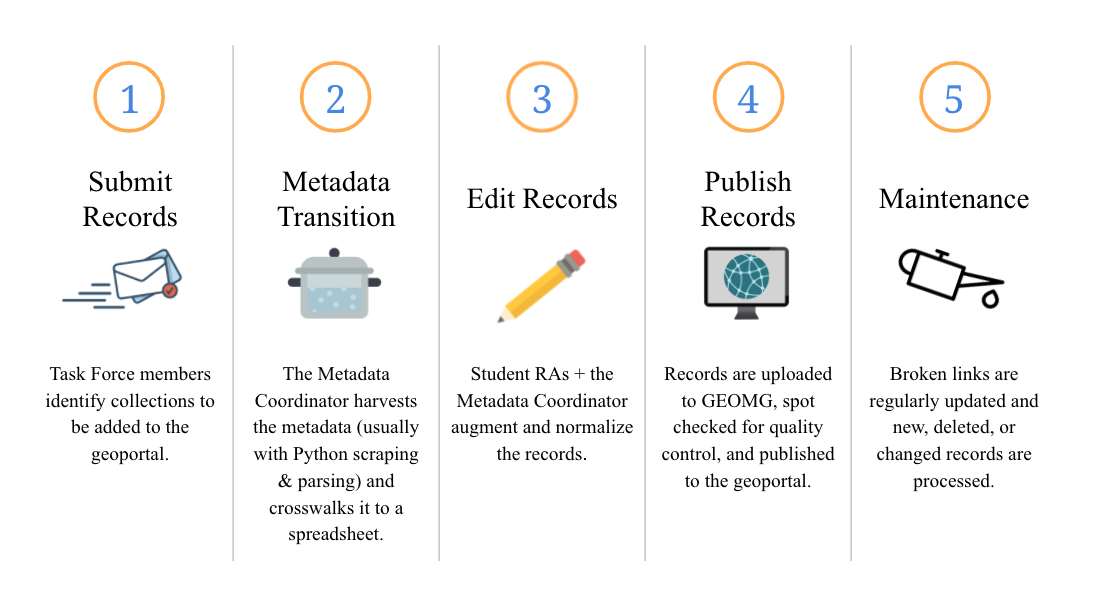 1
Submit
Records
Task Force members
identify collections to
be added to the
geoportal.
2
Metadata
Transition
The Metadata
Coordinator harvests
the metadata (usually
with Python scraping
& parsing) and
crosswalks it to a
spreadsheet.
3
Edit Records
Student RAs + the
Metadata Coordinator
augment and normalize
the records.
4
Publish
Records
Records are uploaded
to GEOMG, spot
checked for quality
control, and published
to the geoportal.
5
Maintenance
Broken links are
regularly updated and
new, deleted, or
changed records are
processed.